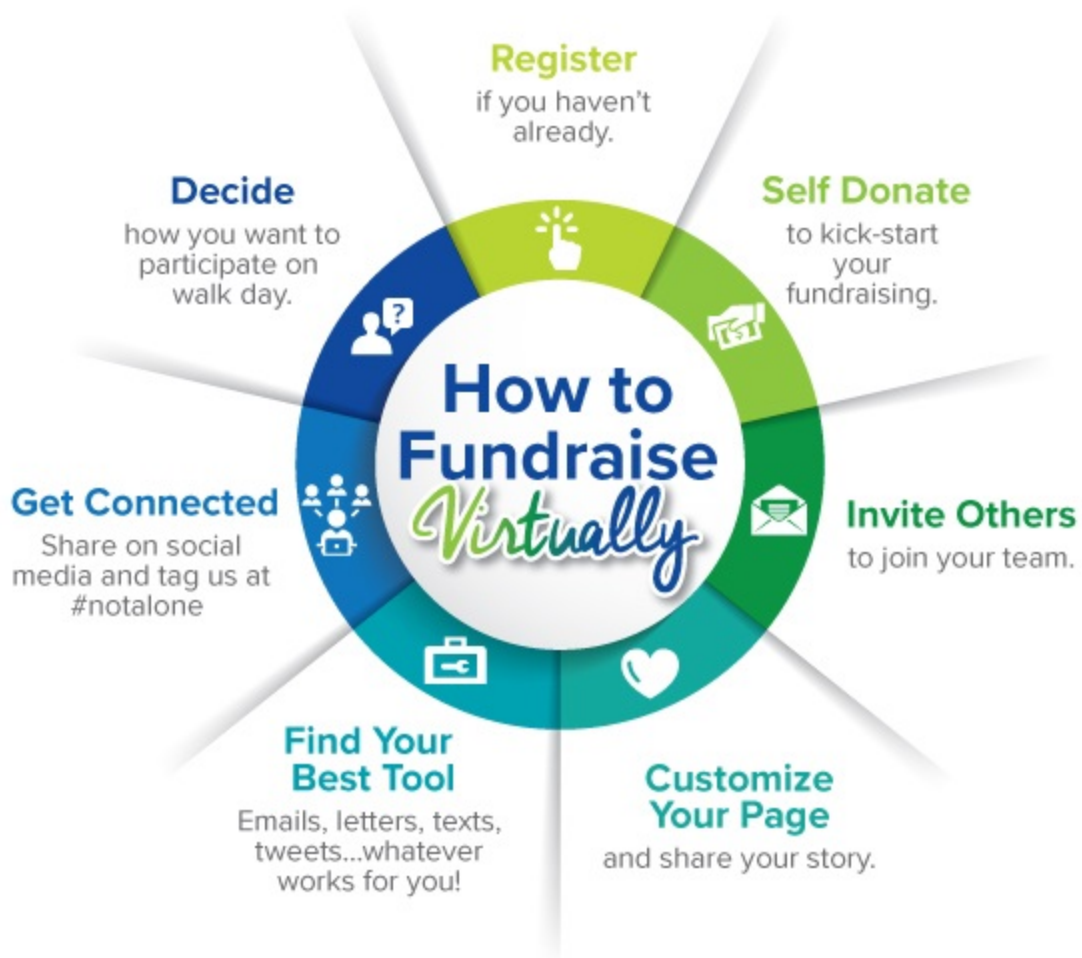 How to
Fundraise
Virtually
Register
if you haven't
already.
Self Donate
to kick-start
your
fundraising.
Invite Others
to join your team.
Customize
Your Page
and share your story.
Find Your
Best Tool
Emails, letters, texts,
tweets...whatever
works for you!
Get Connected
Share on social
media and tag us at
#notalone
Decide
how you want to
participate on
walk day.
?
$